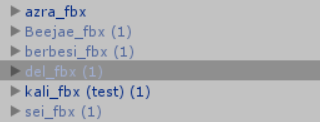 azra_fbx
Beejae_fbx (1)
berbesi_fbx (1)
del_fbx (1)
kali_fbx (test) (1)
sei_fbx (1)